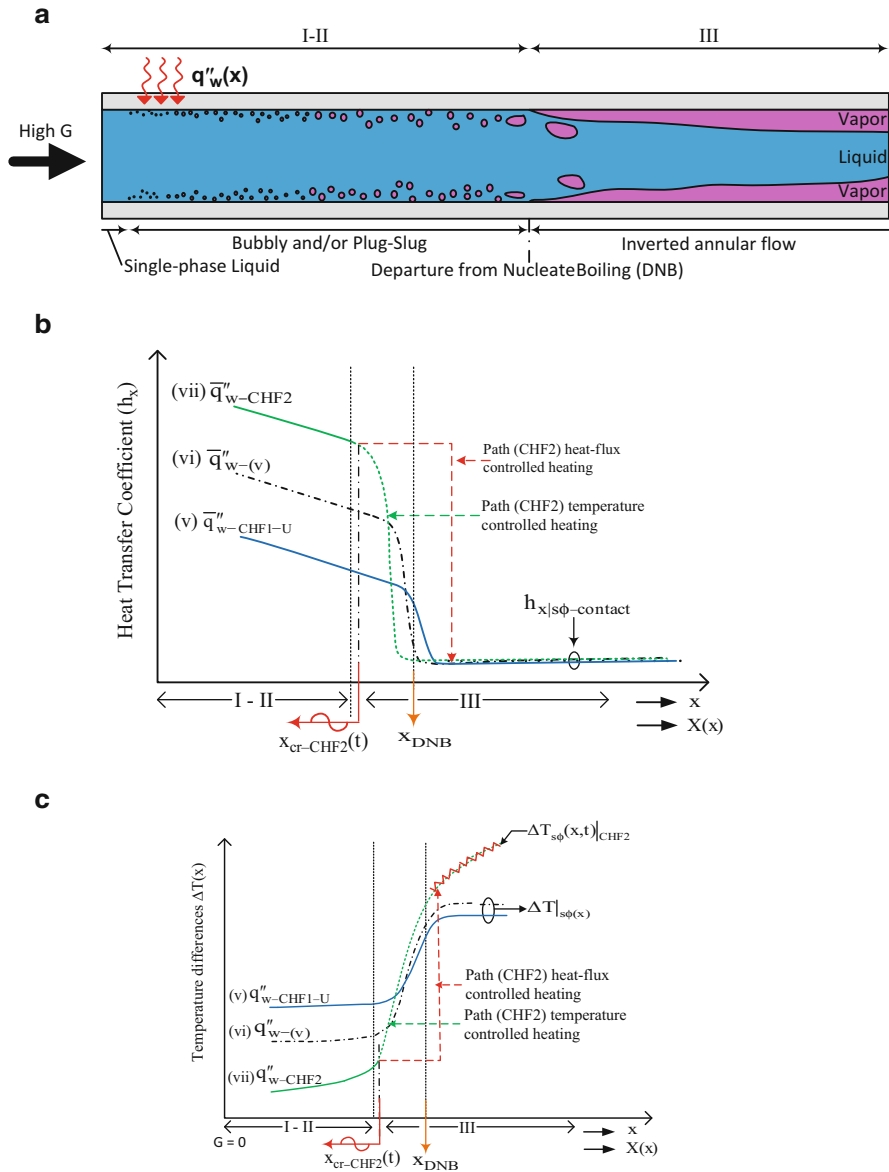 a
I-II
III
q″w(x)
High G
Vapor
Liquid
Vapor
Bubbly and/or Plug-Slug
Inverted annular flow
Single-phase Liquid
Departure from NucleateBoiling (DNB)
b
Heat Transfer Coefficient (hx)
(vii) q̅″w–CHF2
(vi) q̅″w–(v)
(v) q̅″w–CHF1–U
Path (CHF2) heat-flux
controlled heating
Path (CHF2) temperature
controlled heating
hx|sϕ–contact
I - II
III
x
X(x)
xcr–CHF2(t)
xDNB
c
Temperature differences ΔT(x)
ΔTsϕ(x,t)|CHF2
ΔT|sϕ(x)
(v) q″w–CHF1–U
(vi) q″w–(v)
(vii) q″w–CHF2
Path (CHF2) heat-flux
controlled heating
Path (CHF2) temperature
controlled heating
I - II
III
x
G = 0
X(x)
xcr–CHF2(t)
xDNB